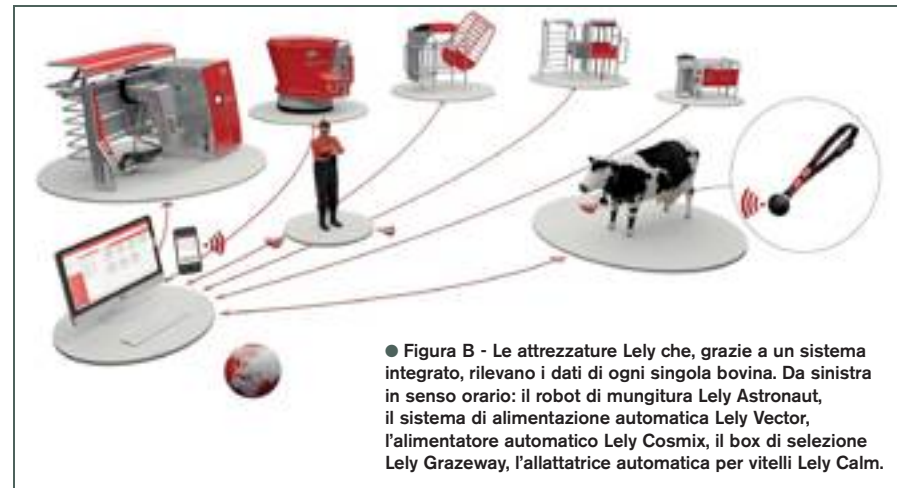 ● Figura B - Le attrezzature Lely che, grazie a un sistema
integrato, rilevano i dati di ogni singola bovina. Da sinistra
in senso orario: il robot di mungitura Lely Astronaut,
il sistema di alimentazione automatica Lely Vector,
l’alimentatore automatico Lely Cosmix, il box di selezione
Lely Grazeway, l’allattatrice automatica per vitelli Lely Calm.